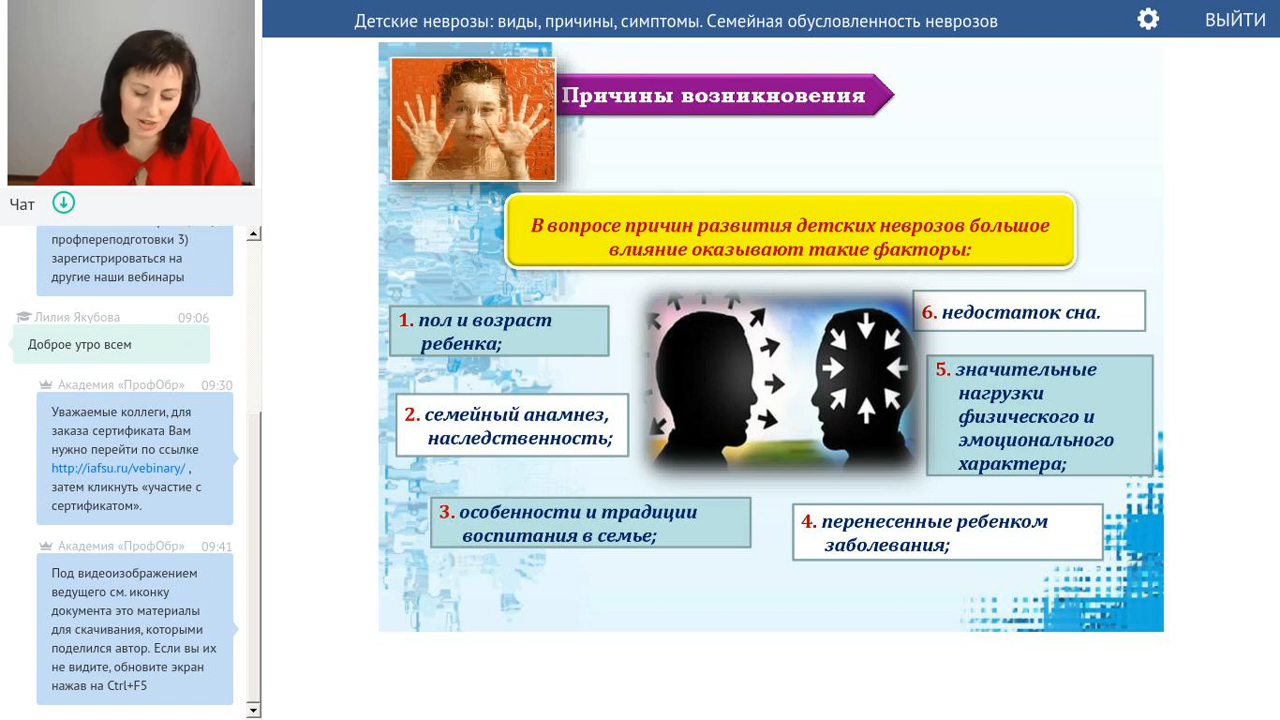 Детские неврозы: виды, причины, симптомы. Семейная обусловленность неврозов
ВЫЙТИ
Чат
профпереподготовки 3)
зарегистрироваться на
другие наши вебинары
Лилия Якубова
09:06
Доброе утро всем
Академия «ПрофОбр»
09:30
Уважаемые коллеги, для
заказа сертификата Вам
нужно перейти по ссылке
http://iafsu.ru/vebinary/ ,
затем кликнуть «участие с
сертификатом».
Академия «ПрофОбр»
09:41
Под видеоизображением
ведущего см. иконку
документа это материалы
для скачивания, которыми
поделился автор. Если вы их
не видите, обновите экран
нажав на Ctrl+F5
Причины возникновения
В вопросе причин развития детских неврозов большое
влияние оказывают такие факторы:
1. пол и возраст
ребенка;
2. семейный анамнез,
наследственность;
3. особенности и традиции
воспитания в семье;
4. перенесенные ребенком
заболевания;
5. значительные
нагрузки
физического и
эмоционального
характера;
6. недостаток сна.